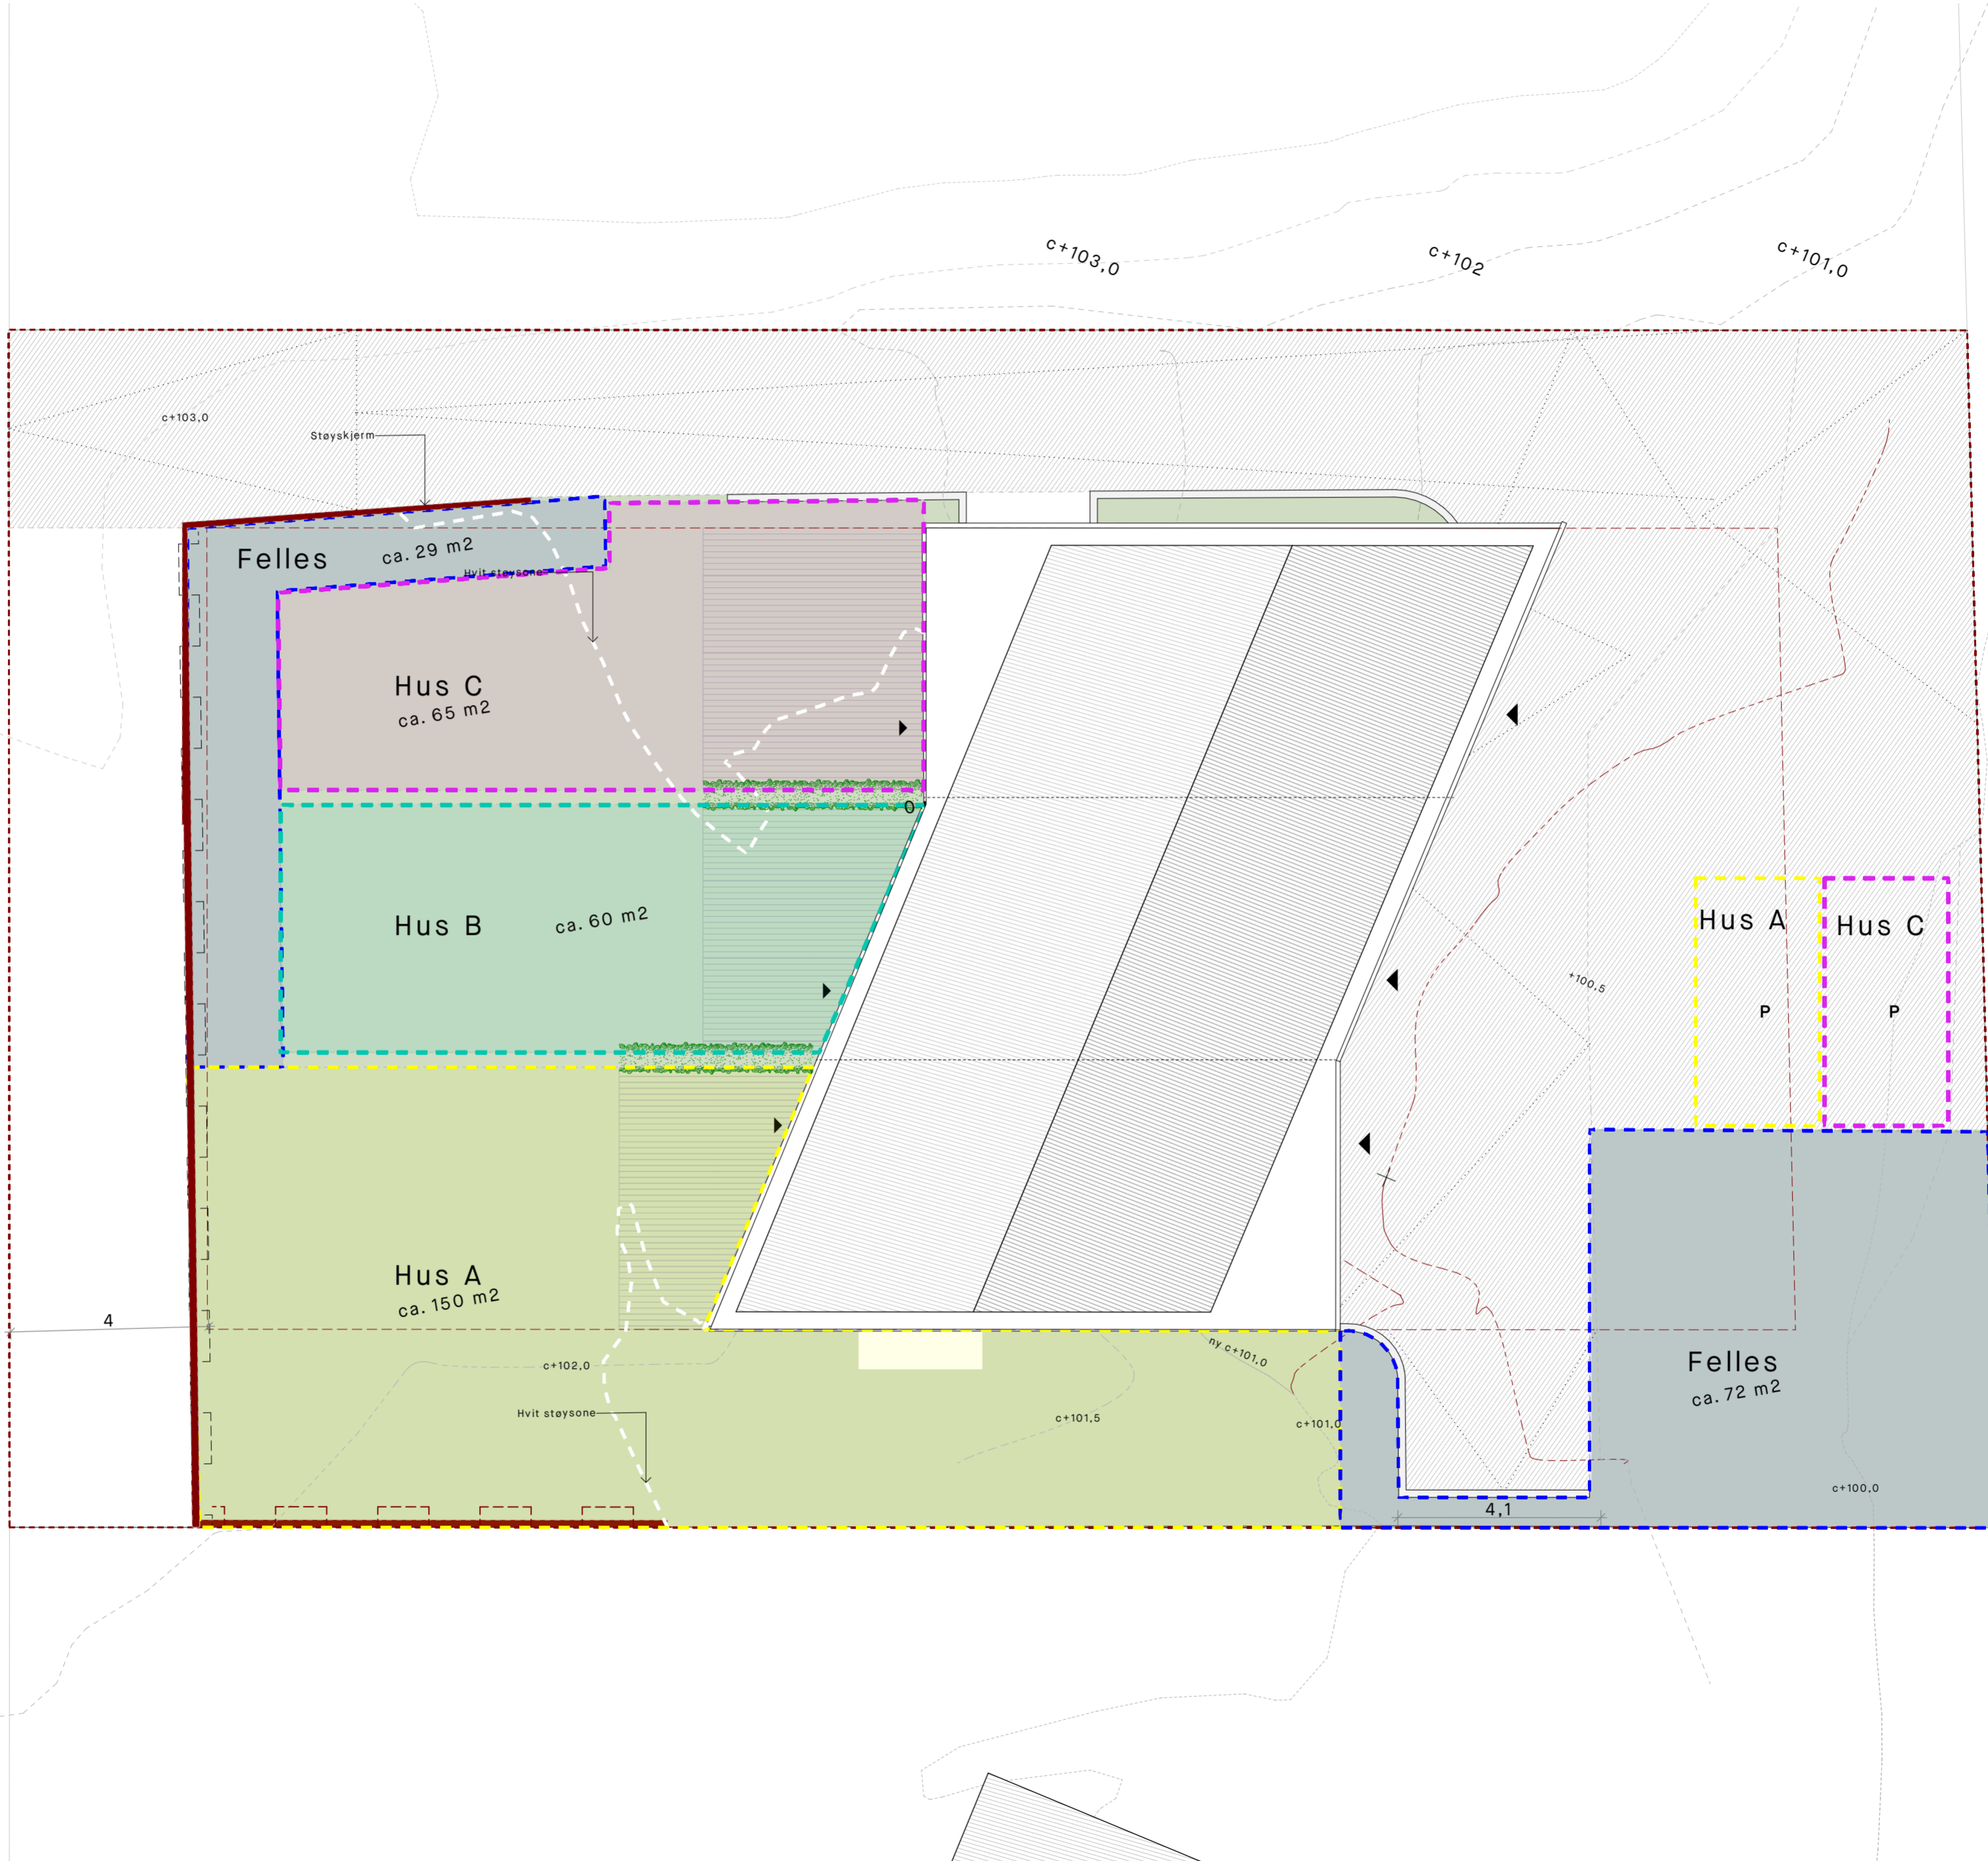 c+103,0
c+102
c+101,0
c+103,0
Støyskjerm
Felles
ca. 29 m2
Hvit støysone
Hus C
ca. 65 m2
0
Hus B
ca. 60 m2
Hus A
Hus C
+100,5
P
P
Hus A
ca. 150 m2
4
ny c+101,0
c+102,0
Felles
ca. 72 m2
Hvit støysone
c+101,5
c+101,0
c+100,0
4,1